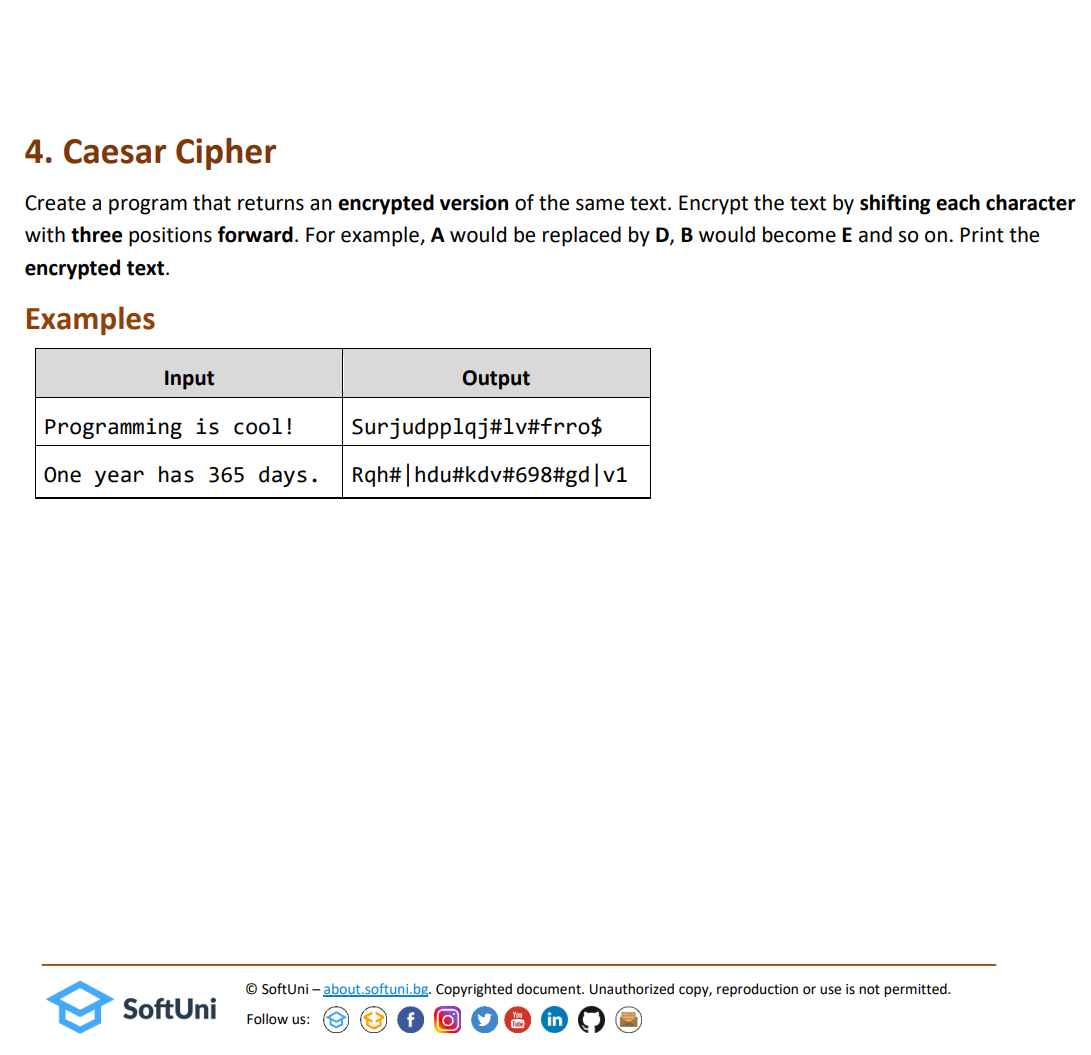 4. Caesar Cipher
Create a program that returns an encrypted version of the same text. Encrypt the text by shifting each character
with three positions forward. For example, A would be replaced by D, B would become E and so on. Print the
encrypted text.
Examples
Input Output
Programming is cool! Surjudpplqj#lv#frro$
One year has 365 days. Rqh#|hdu#kdv#698#gd|v1
SoftUni
© SoftUni – about.softuni.bg. Copyrighted document. Unauthorized copy, reproduction or use is not permitted.
Follow us: f You Tube in